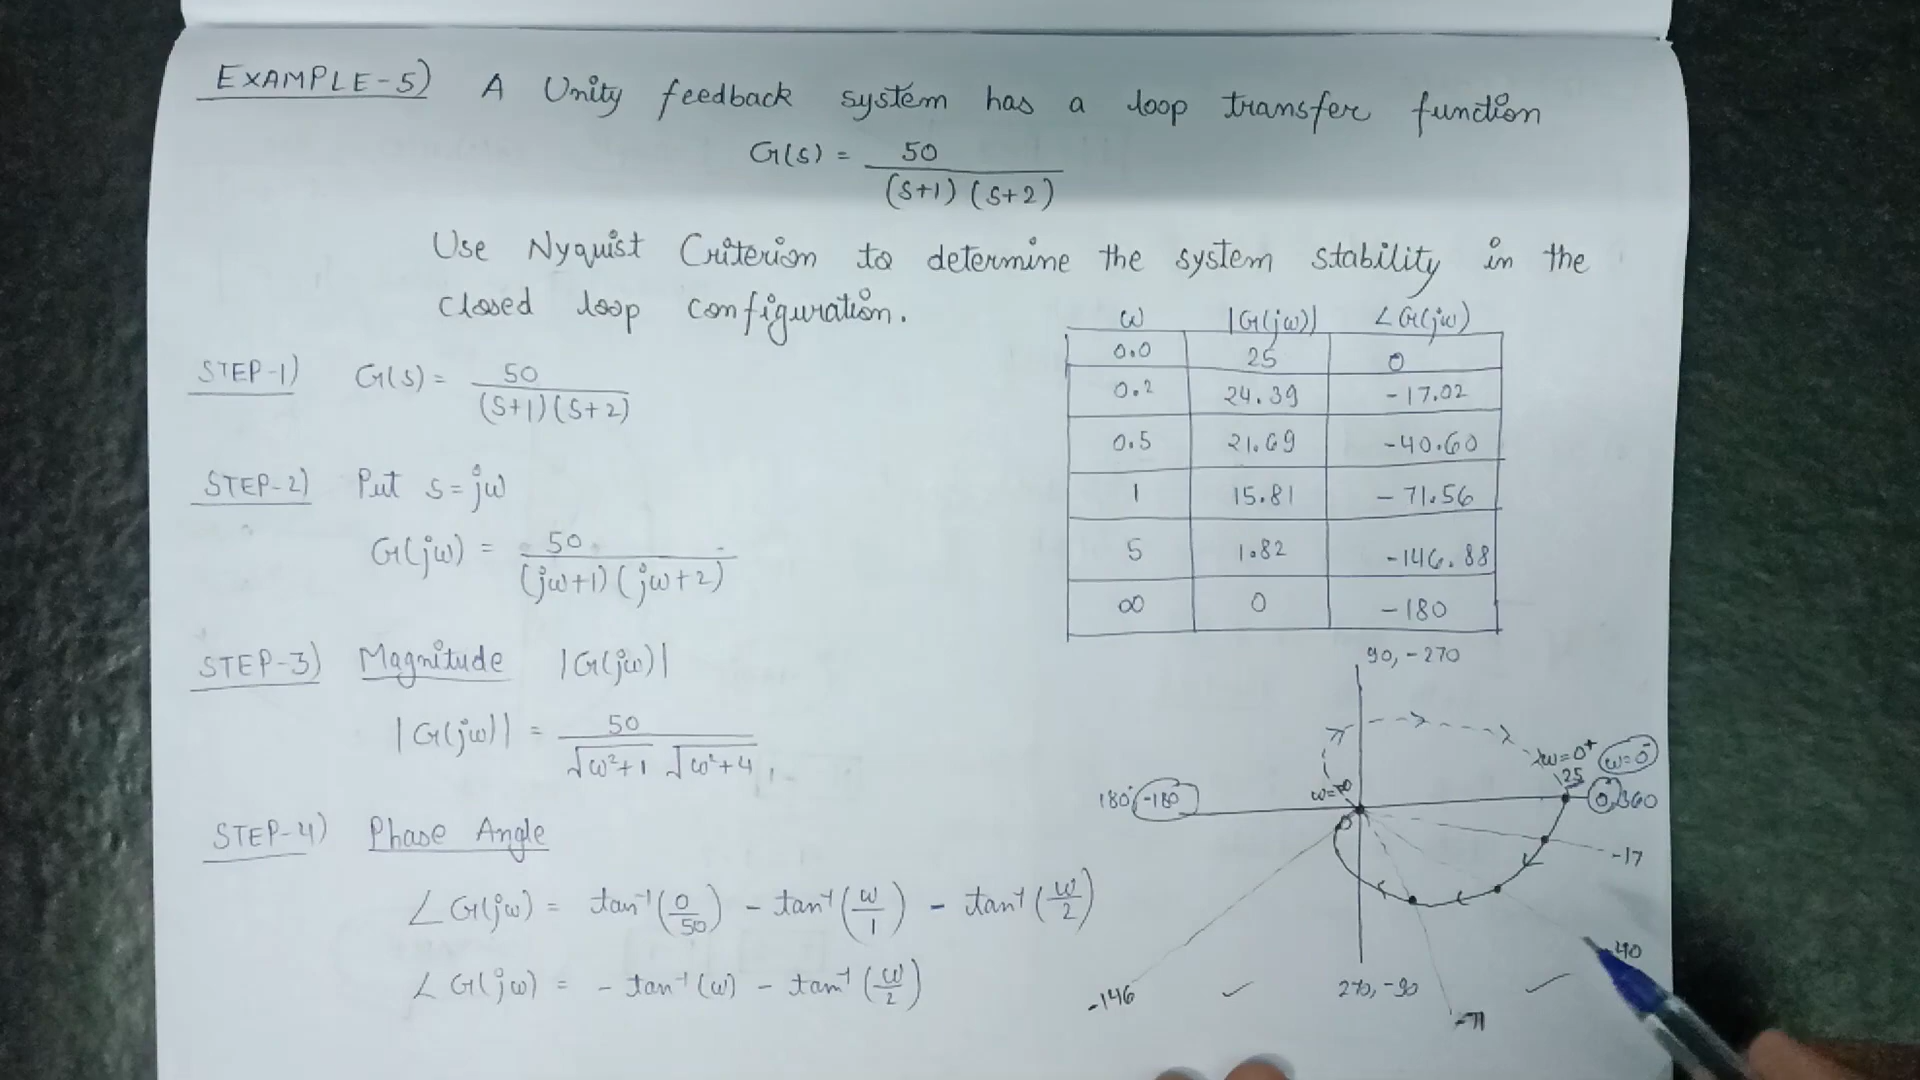 EXAMPLE-5) A Unity feedback system has a loop transfer function
G(s) = 50 / (s+1) (s+2)
Use Nyquist Criterion to determine the system stability in the
closed loop configuration.
STEP-1) G(s) = 50 / (s+1) (s+2)
STEP-2) Put s=jω
G(jω) = 50 / (jω+1) (jω+2)
STEP-3) Magnitude |G(jω)|
|G(jω)| = 50 / √ω²+1 √ω²+4
STEP-4) Phase Angle
∠G(jω) = tan⁻¹(0/50) - tan⁻¹(ω/1) - tan⁻¹(ω/2)
∠G(jω) = - tan⁻¹(ω) - tan⁻¹(ω/2)
ω |G(jω)| ∠G(jω)
0.0 25 0
0.2 24.39 -17.02
0.5 21.69 -40.60
1 15.81 -71.56
5 1.82 -146.88
∞ 0 -180
90, -270
ω=0⁺ ω=0⁻
25
180° -180°
ω=∞
0, 360
-17
-40
-146
270, -90
-71